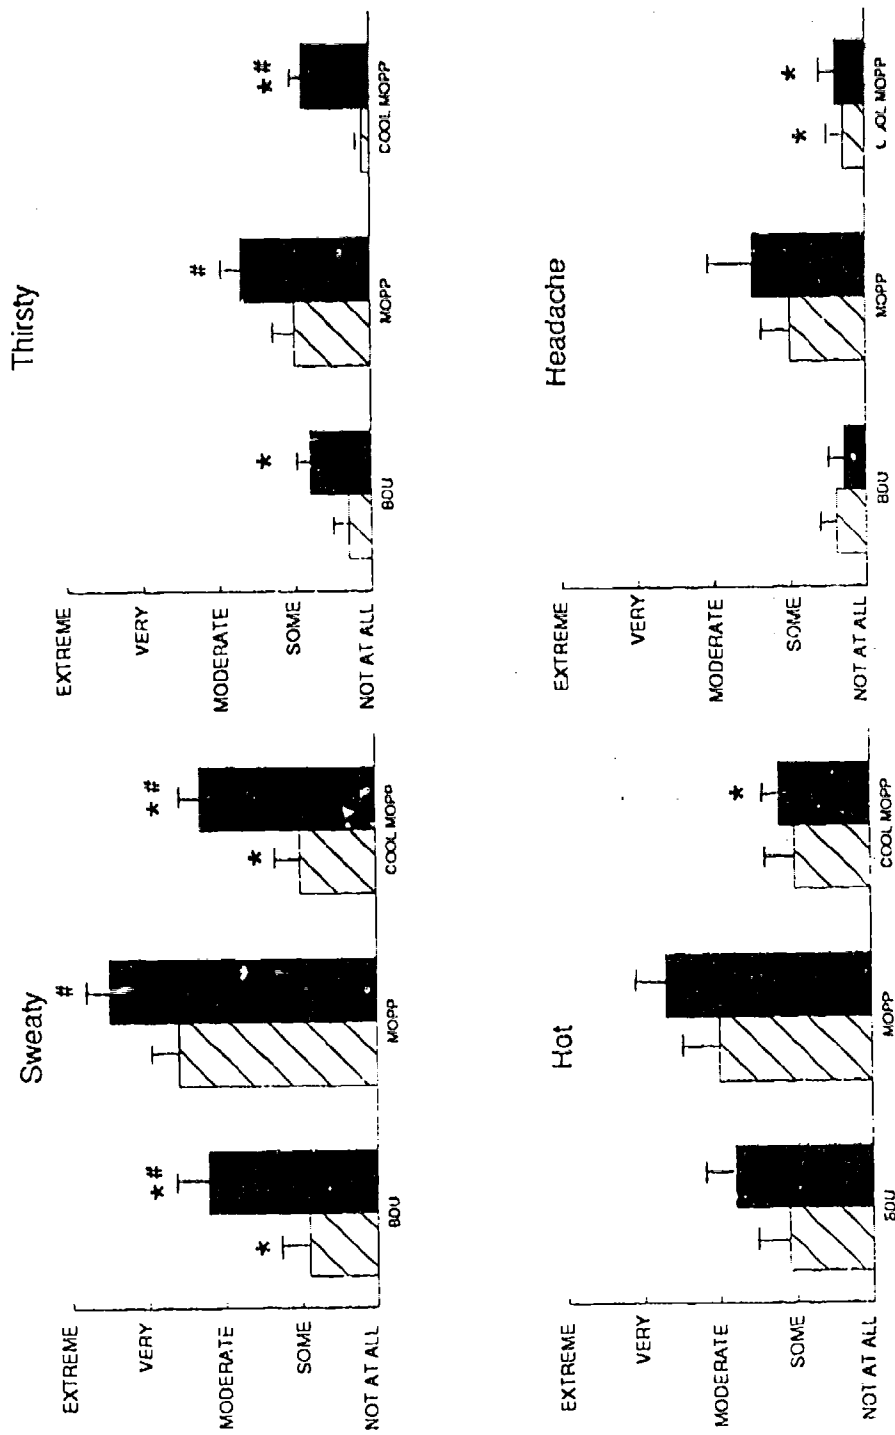 Sweaty
EXTREME
VERY
MODERATE
SOME
NOT AT ALL
* * #
#
* * #
BDU
MOPP
COOL MOPP
Thirsty
EXTREME
VERY
MODERATE
SOME
NOT AT ALL
*
#
* #
BDU
MOPP
COOL MOPP
Hot
EXTREME
VERY
MODERATE
SOME
NOT AT ALL
*
BDU
MOPP
COOL MOPP
Headache
EXTREME
VERY
MODERATE
SOME
NOT AT ALL
* *
BDU
MOPP
COOL MOPP